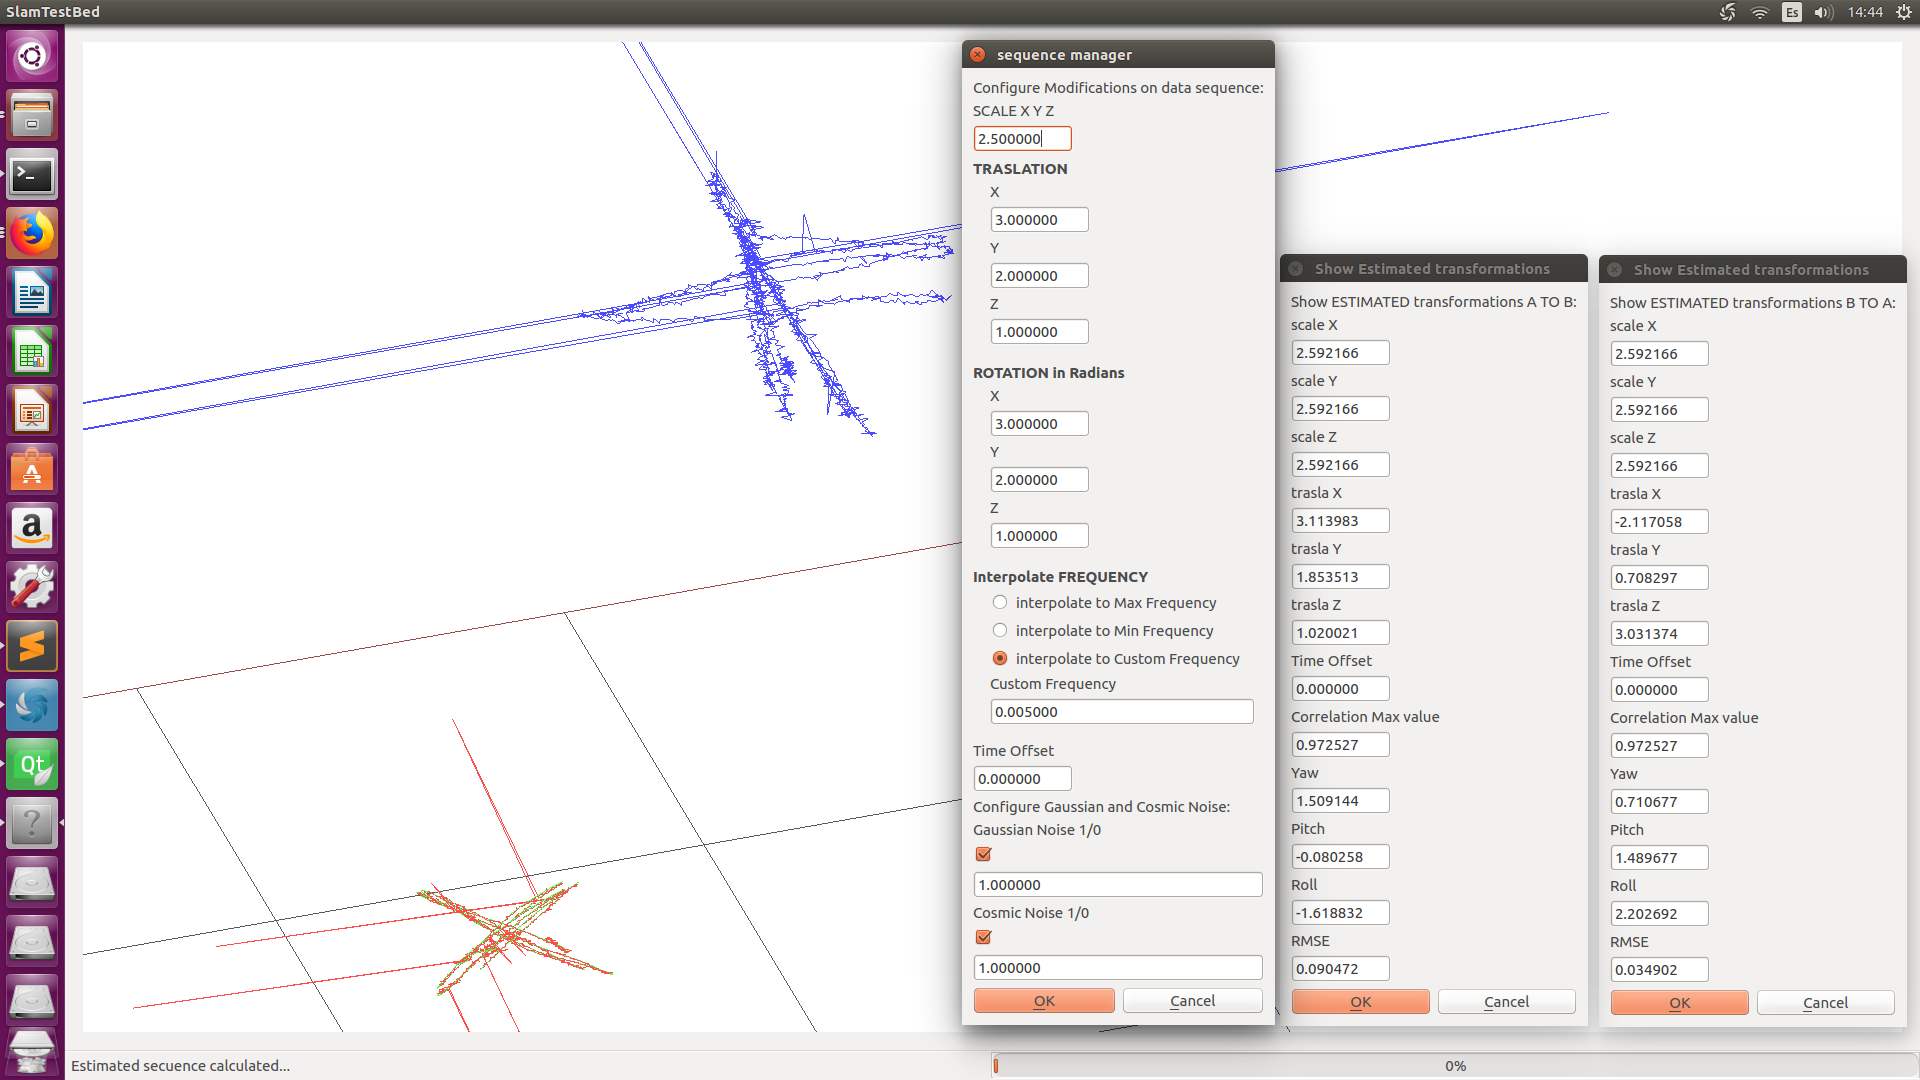 SlamTestBed
Es
14:44
sequence manager
Configure Modifications on data sequence:
SCALE X Y Z
2.500000
TRASLATION
X
3.000000
Y
2.000000
Z
1.000000
ROTATION in Radians
X
3.000000
Y
2.000000
Z
1.000000
Interpolate FREQUENCY
interpolate to Max Frequency
interpolate to Min Frequency
interpolate to Custom Frequency
Custom Frequency
0.005000
Time Offset
0.000000
Configure Gaussian and Cosmic Noise:
Gaussian Noise 1/0
1.000000
Cosmic Noise 1/0
1.000000
OK
Cancel
Show Estimated transformations
Show ESTIMATED transformations A TO B:
scale X
2.592166
scale Y
2.592166
scale Z
2.592166
trasla X
3.113983
trasla Y
1.853513
trasla Z
1.020021
Time Offset
0.000000
Correlation Max value
0.972527
Yaw
1.509144
Pitch
-0.080258
Roll
-1.618832
RMSE
0.090472
OK
Cancel
Show Estimated transformations
Show ESTIMATED transformations B TO A:
scale X
2.592166
scale Y
2.592166
scale Z
2.592166
trasla X
-2.117058
trasla Y
0.708297
trasla Z
3.031374
Time Offset
0.000000
Correlation Max value
0.972527
Yaw
0.710677
Pitch
1.489677
Roll
2.202692
RMSE
0.034902
OK
Cancel
>_
A
a
Qt
?
Estimated secuence calculated...
0%